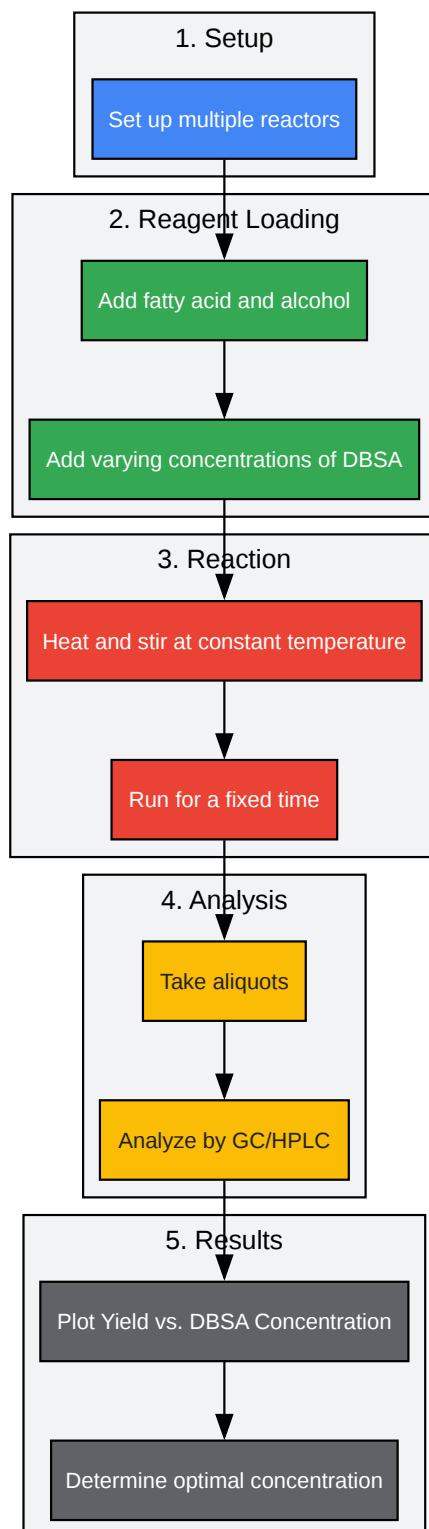 1. Setup
Set up multiple reactors
2. Reagent Loading
Add fatty acid and alcohol
Add varying concentrations of DBSA
3. Reaction
Heat and stir at constant temperature
Run for a fixed time
4. Analysis
Take aliquots
Analyze by GC/HPLC
5. Results
Plot Yield vs. DBSA Concentration
Determine optimal concentration